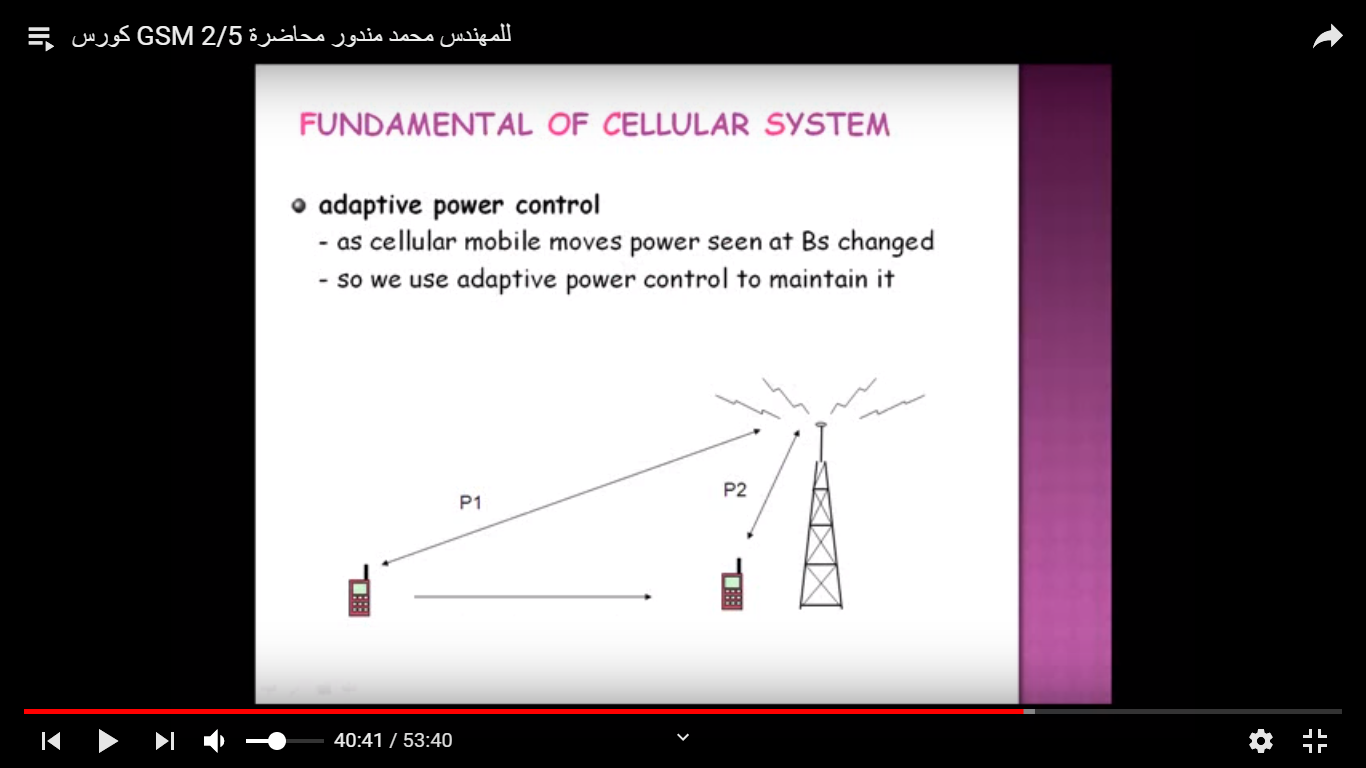 كورس GSM 2/5 للمهندس محمد مندور محاضرة
FUNDAMENTAL OF CELLULAR SYSTEM
adaptive power control
- as cellular mobile moves power seen at Bs changed
- so we use adaptive power control to maintain it
P1
P2
40:41 / 53:40